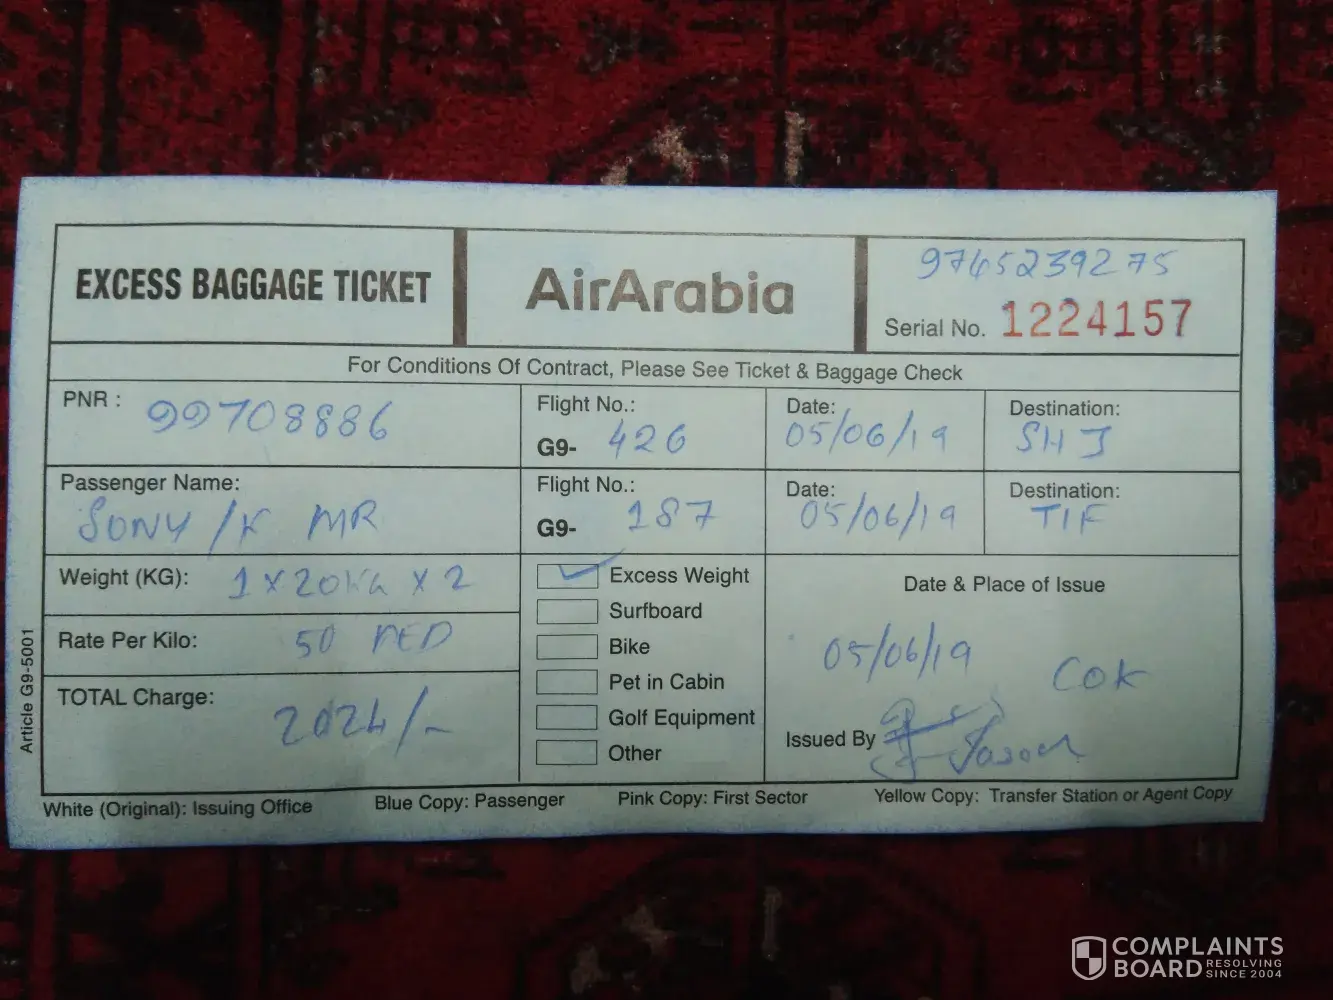 EXCESS BAGGAGE TICKET
AirArabia
9765239275
Serial No. 1224157
For Conditions Of Contract, Please See Ticket & Baggage Check
PNR : 99708886
Flight No.: G9- 426
Date: 05/06/19
Destination: SHJ
Passenger Name: SONY /K MR
Flight No.: G9- 187
Date: 05/06/19
Destination: TIF
Weight (KG): 1 x 20KG x 2
Rate Per Kilo: 50 AED
TOTAL Charge: 2024/-
Excess Weight
Surfboard
Bike
Pet in Cabin
Golf Equipment
Other
Date & Place of Issue
05/06/19 COK
Issued By
Article G9-5001
White (Original): Issuing Office
Blue Copy: Passenger
Pink Copy: First Sector
Yellow Copy: Transfer Station or Agent Copy
COMPLAINTS
BOARD RESOLVING
SINCE 2004